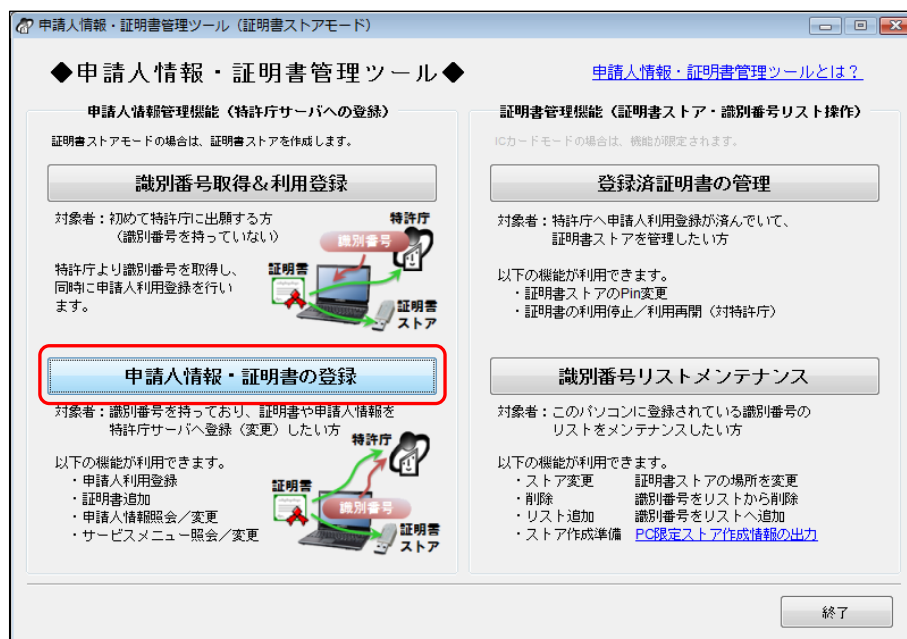 申請人情報・証明書管理ツール（証明書ストアモード）
◆申請人情報・証明書管理ツール◆
申請人情報・証明書管理ツールとは？
申請人情報管理機能（特許庁サーバへの登録）
証明書ストアモードの場合は、証明書ストアを作成します。
識別番号取得＆利用登録
対象者：初めて特許庁に出願する方
（識別番号を持っていない）
特許庁より識別番号を取得し、
同時に申請人利用登録を行い
ます。
特許庁
識別番号
証明書
証明書
ストア
申請人情報・証明書の登録
対象者：識別番号を持っており、証明書や申請人情報を
特許庁サーバへ登録（変更）したい方
以下の機能が利用できます。
・申請人利用登録
・証明書追加
・申請人情報照会／変更
・サービスメニュー照会／変更
特許庁
証明書
識別番号
証明書
ストア
証明書管理機能（証明書ストア・識別番号リスト操作）
ICカードモードの場合は、機能が限定されます。
登録済証明書の管理
対象者：特許庁へ申請人利用登録が済んでいて、
証明書ストアを管理したい方
以下の機能が利用できます。
・証明書ストアのPin変更
・証明書の利用停止／利用再開（対特許庁）
識別番号リストメンテナンス
対象者：このパソコンに登録されている識別番号の
リストをメンテナンスしたい方
以下の機能が利用できます。
・ストア変更　　証明書ストアの場所を変更
・削除　　識別番号をリストから削除
・リスト追加　　識別番号をリストへ追加
・ストア作成準備　PC限定ストア作成情報の出力
終了